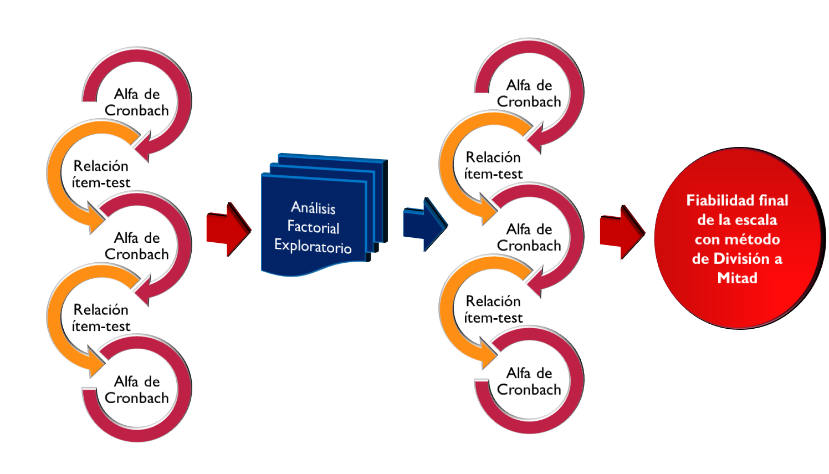 Alfa de
Cronbach
Relación
ítem-test
Alfa de
Cronbach
Relación
ítem-test
Alfa de
Cronbach
Análisis
Factorial
Exploratorio
Alfa de
Cronbach
Relación
ítem-test
Alfa de
Cronbach
Relación
ítem-test
Alfa de
Cronbach
Fiabilidad final
de la escala
con método
de División a
Mitad